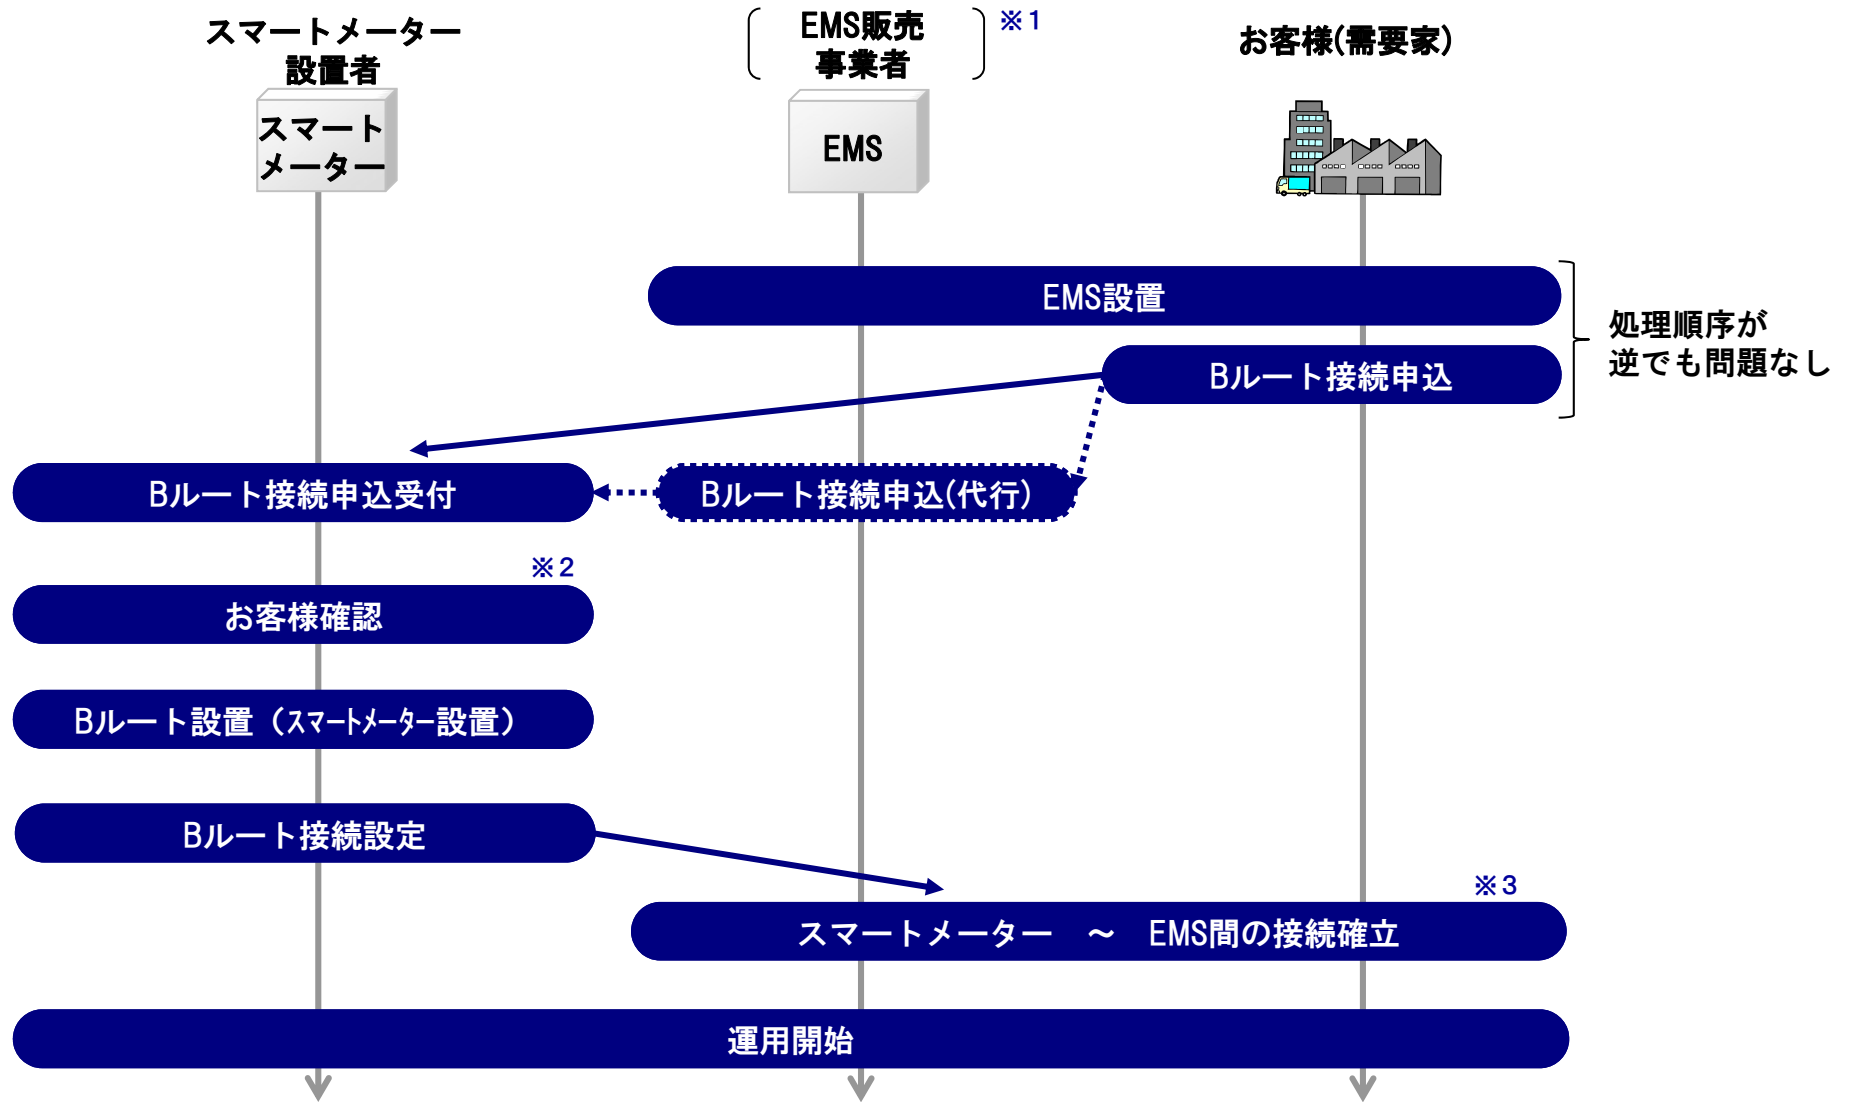 スマートメーター
設置者
EMS販売
事業者
※1
お客様(需要家)
スマート
メーター
EMS
EMS設置
処理順序が
逆でも問題なし
Bルート接続申込
Bルート接続申込受付
Bルート接続申込(代行)
※2
お客様確認
Bルート設置（ｽﾏｰﾄﾒｰﾀｰ設置）
Bルート接続設定
※3
スマートメーター　～　EMS間の接続確立
運用開始